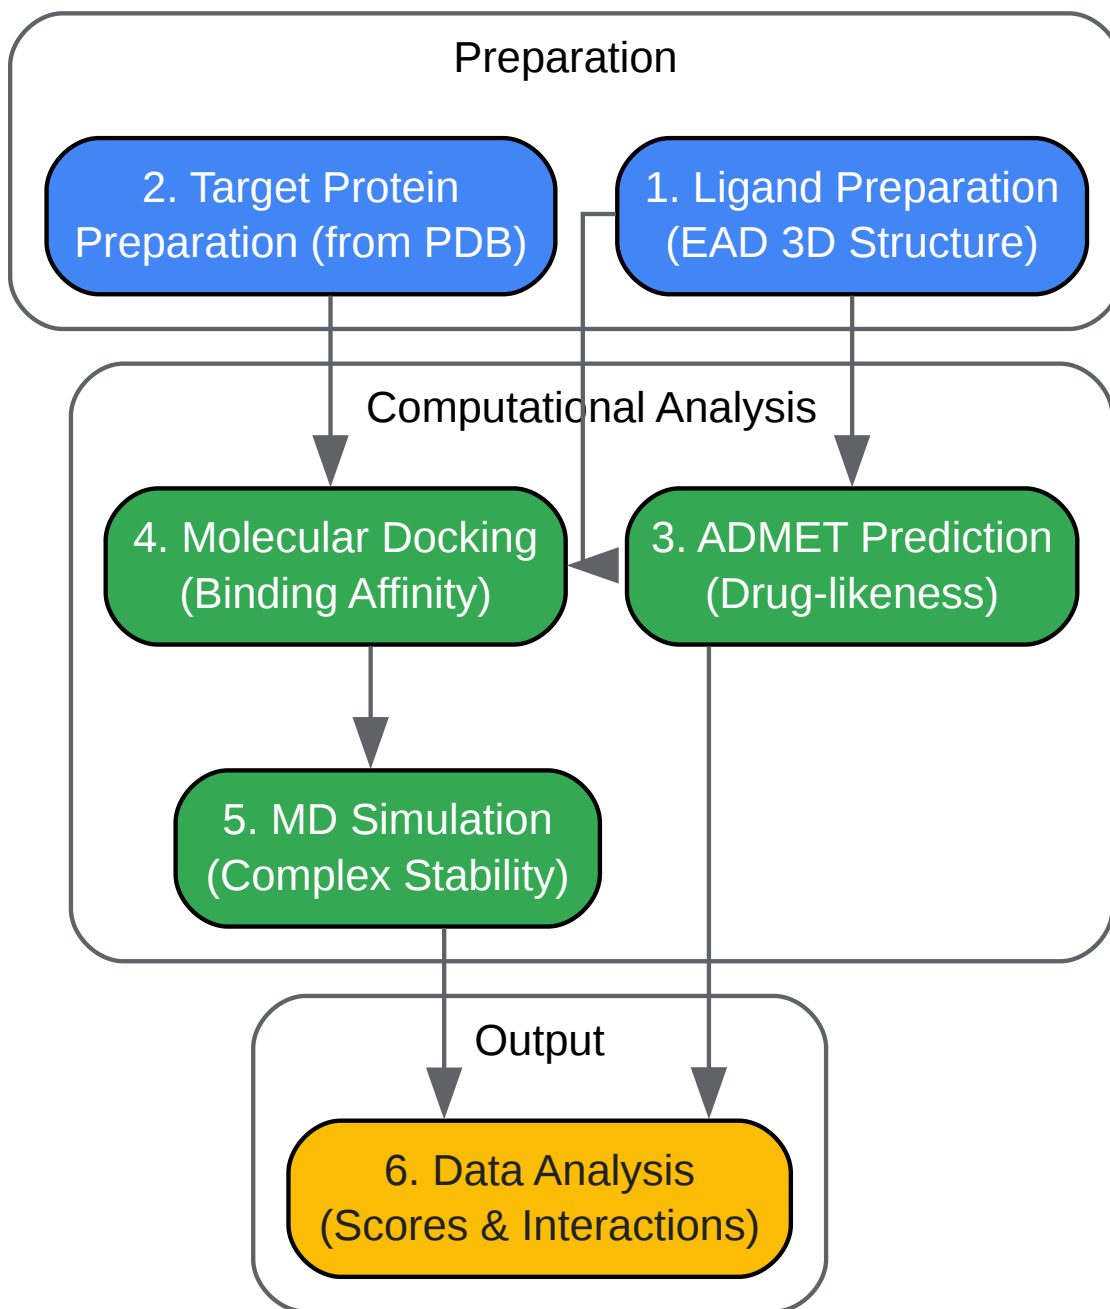 Preparation
2. Target Protein
Preparation (from PDB)
1. Ligand Preparation
(EAD 3D Structure)
Computational Analysis
4. Molecular Docking
(Binding Affinity)
3. ADMET Prediction
(Drug-likeness)
5. MD Simulation
(Complex Stability)
Output
6. Data Analysis
(Scores & Interactions)